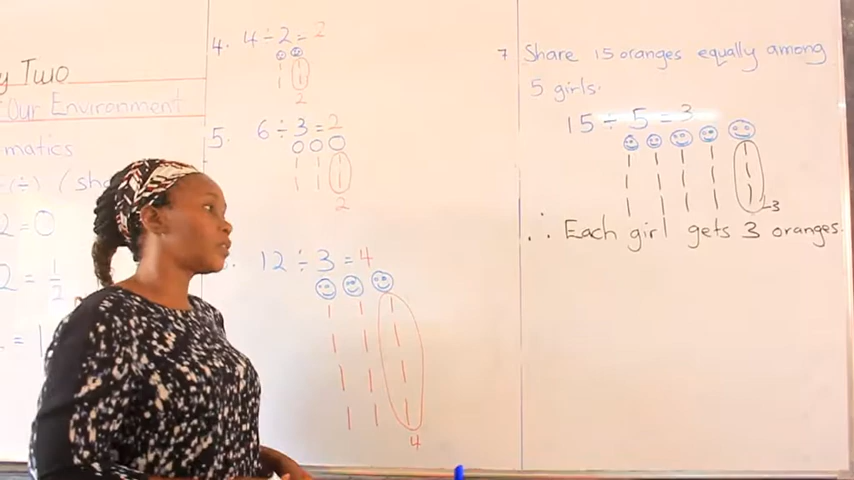 y Two
Our Environment
matics
(÷) (sha
2 = 0
2 = 1/2
= 1
4. 4 ÷ 2 = 2
2
5. 6 ÷ 3 = 2
2
12 ÷ 3 = 4
4
7 Share 15 oranges equally among
5 girls.
15 ÷ 5 = 3
3
∴ Each girl gets 3 oranges.